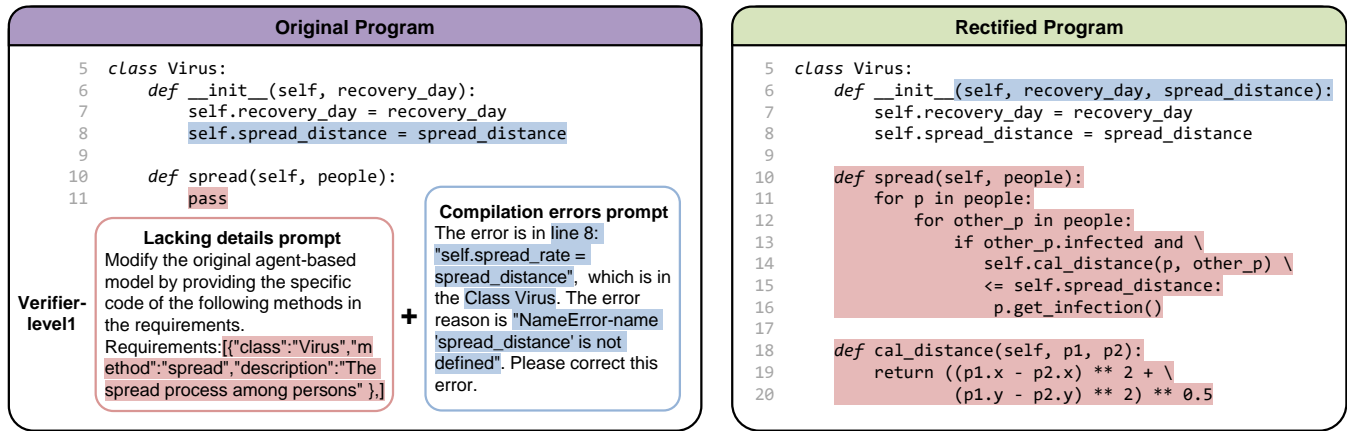 Original Program
5 class Virus:
6 def __init__(self, recovery_day):
7 self.recovery_day = recovery_day
8 self.spread_distance = spread_distance
9
10 def spread(self, people):
11 pass
Verifier-
level1
Lacking details prompt
Modify the original agent-based
model by providing the specific
code of the following methods in
the requirements.
Requirements:[{"class":"Virus","m
ethod":"spread","description":"The
spread process among persons" },]
+
Compilation errors prompt
The error is in line 8:
"self.spread_rate =
spread_distance", which is in
the Class Virus. The error
reason is "NameError-name
'spread_distance' is not
defined". Please correct this
error.
Rectified Program
5 class Virus:
6 def __init__(self, recovery_day, spread_distance):
7 self.recovery_day = recovery_day
8 self.spread_distance = spread_distance
9
10 def spread(self, people):
11 for p in people:
12 for other_p in people:
13 if other_p.infected and \
14 self.cal_distance(p, other_p) \
15 <= self.spread_distance:
16 p.get_infection()
17
18 def cal_distance(self, p1, p2):
19 return ((p1.x - p2.x) ** 2 + \
20 (p1.y - p2.y) ** 2) ** 0.5